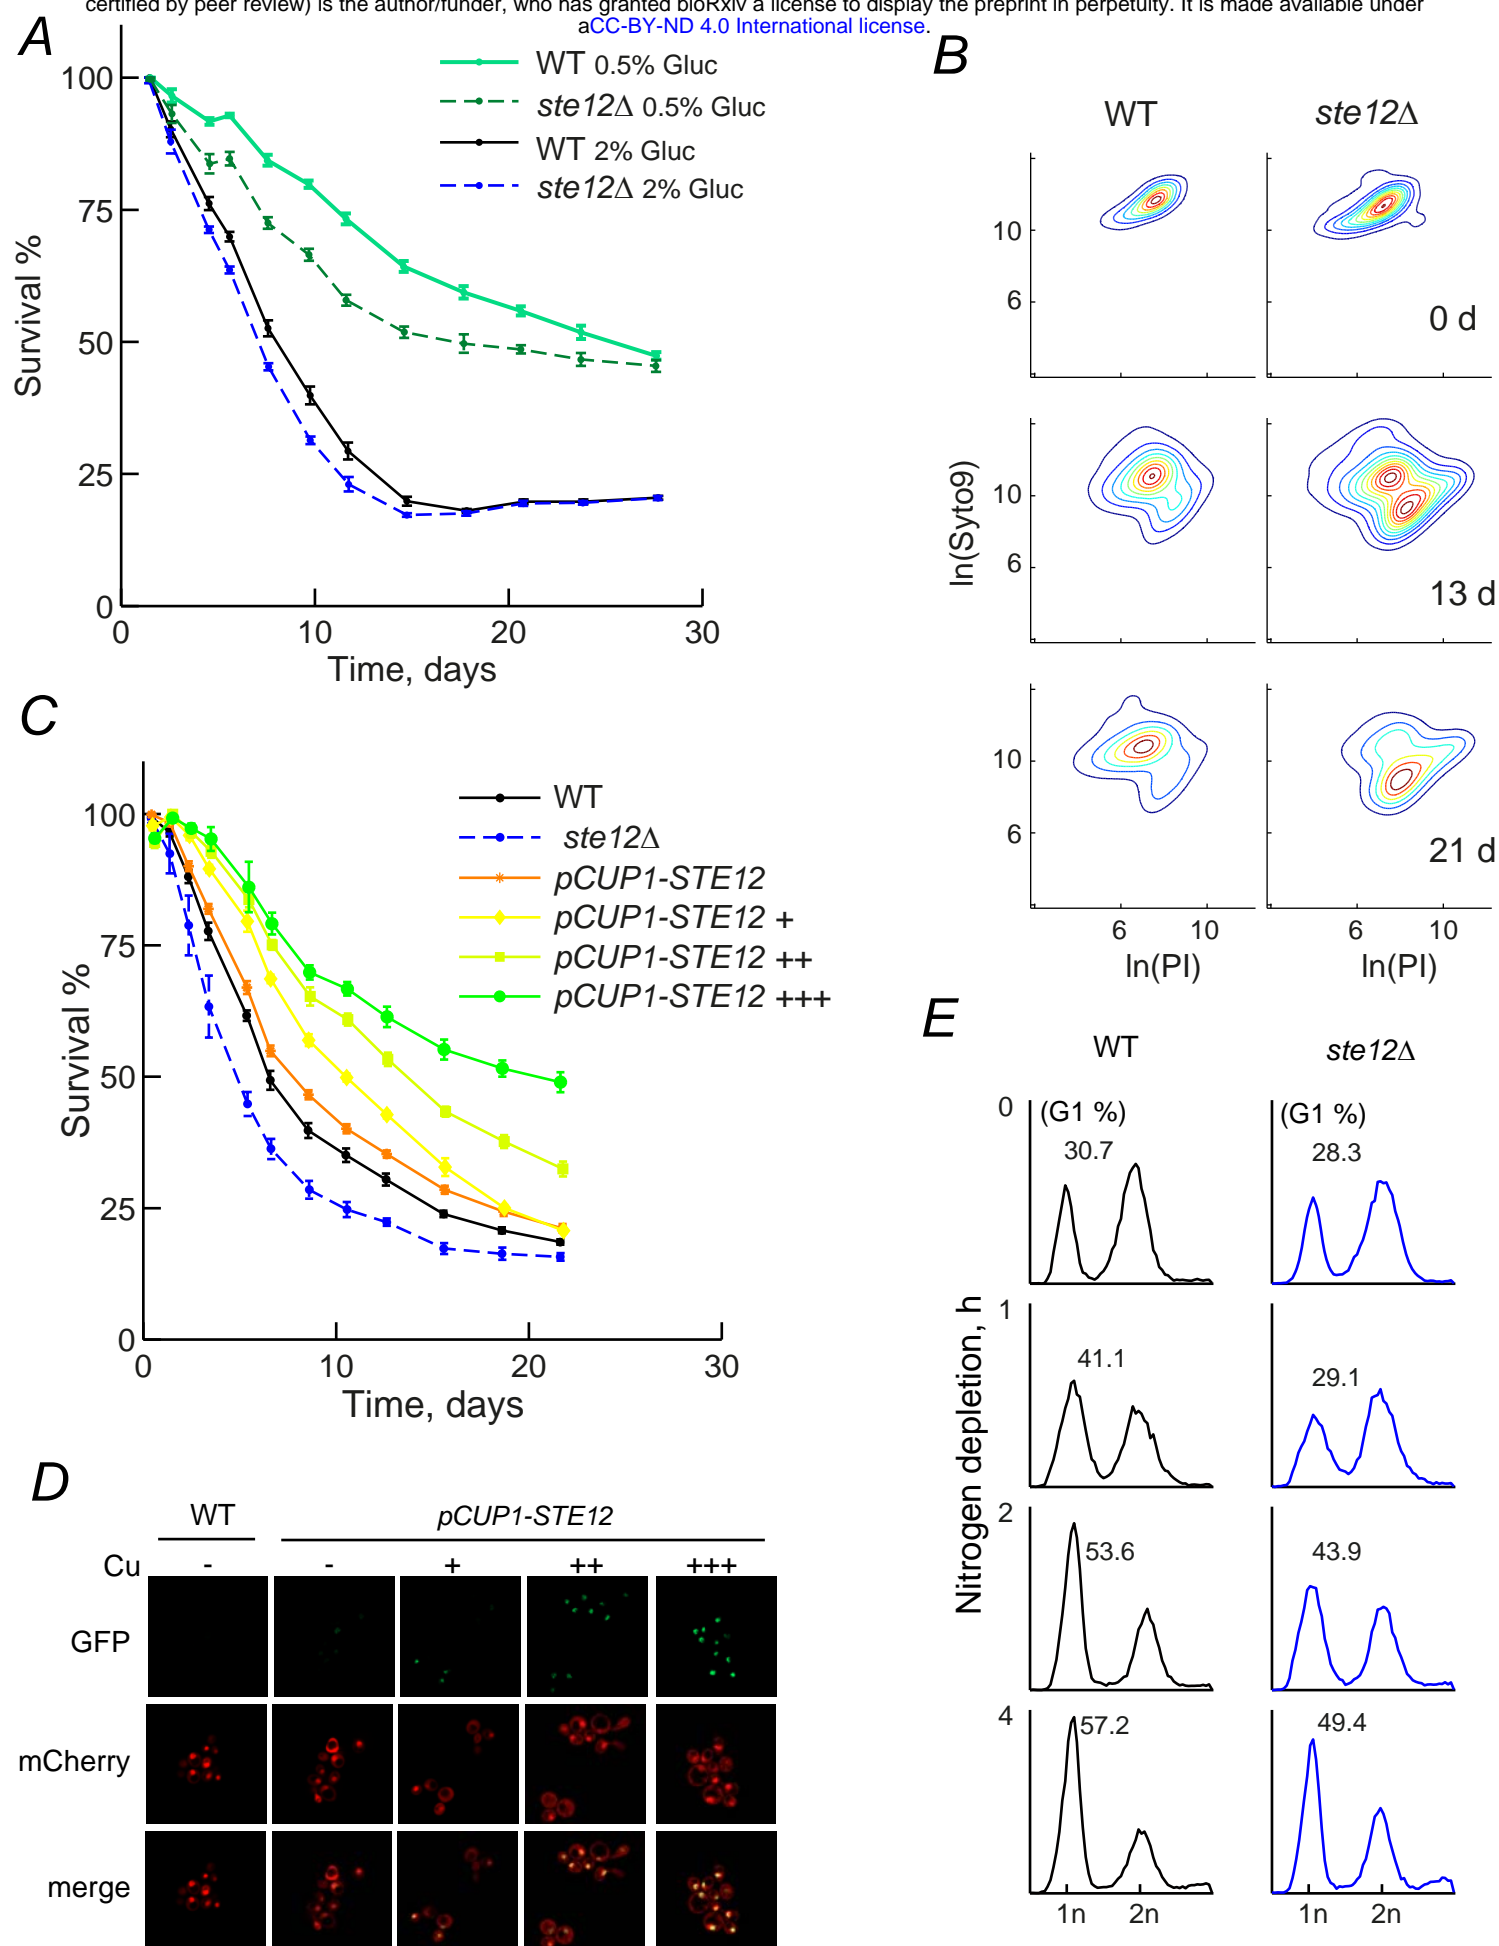 certified by peer review) is the author/funder, who has granted bioRxiv a license to display the preprint in perpetuity. It is made available under
aCC-BY-ND 4.0 International license.
A
WT 0.5% Gluc
ste12Δ 0.5% Gluc
WT 2% Gluc
ste12Δ 2% Gluc
100
75
50
25
0
Survival %
0 10 20 30
Time, days
B
WT ste12Δ
10
6
0 d
10
6
13 d
10
6
21 d
ln(Syto9)
6 10 6 10
ln(PI) ln(PI)
C
WT
ste12Δ
pCUP1-STE12
pCUP1-STE12 +
pCUP1-STE12 ++
pCUP1-STE12 +++
100
75
50
25
0
Survival %
0 10 20 30
Time, days
D
WT pCUP1-STE12
Cu - - + ++ +++
GFP
mCherry
merge
E
WT ste12Δ
0 (G1 %) (G1 %)
30.7 28.3
1
41.1 29.1
2
53.6 43.9
4
57.2 49.4
Nitrogen depletion, h
1n 2n 1n 2n